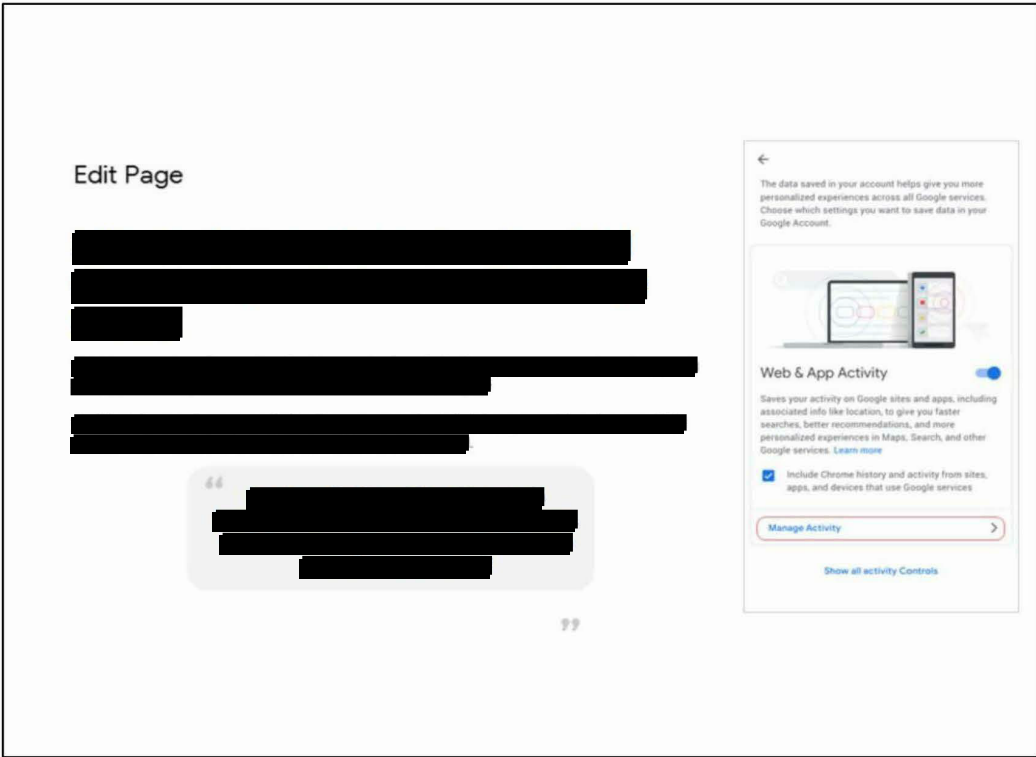 Edit Page
“
”
←
The data saved in your account helps give you more
personalized experiences across all Google services.
Choose which settings you want to save data in your
Google Account.
Web & App Activity
Saves your activity on Google sites and apps, including
associated info like location, to give you faster
searches, better recommendations, and more
personalized experiences in Maps, Search, and other
Google services. Learn more
Include Chrome history and activity from sites,
apps, and devices that use Google services
Manage Activity
Show all activity Controls